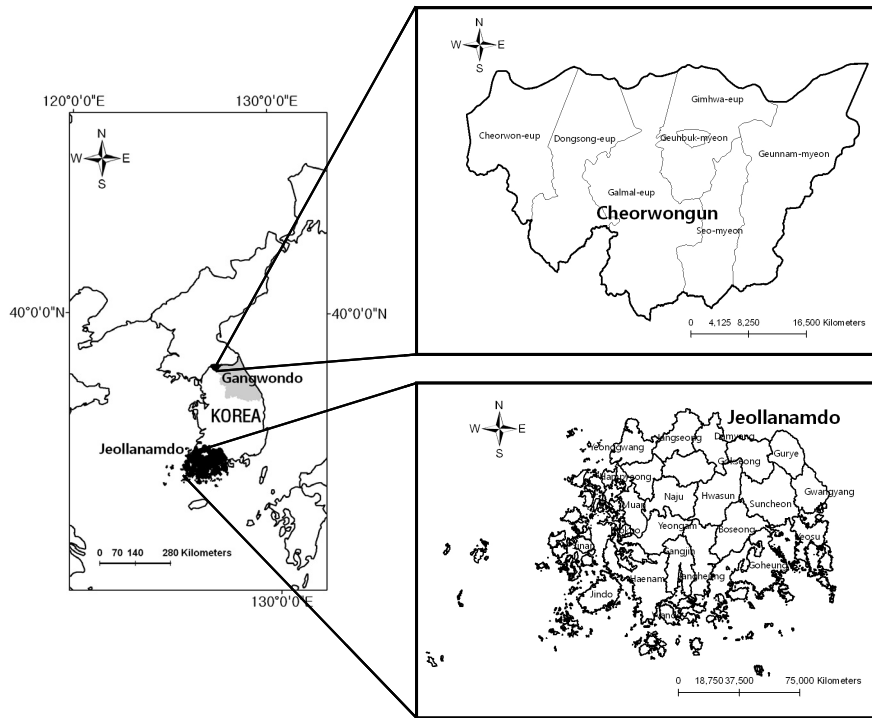 120°0'0"E
130°0'0"E
N
W E
S
40°0'0"N
40°0'0"N
Gangwondo
KOREA
Jeollanamdo
0 70 140 280 Kilometers
130°0'0"E
N
W E
S
Gimhwa-eup
Cheorwon-eup
Dongsong-eup
Geuhbuk-myeon
Geunnam-myeon
Galmal-eup
Cheorwongun
Seo-myeon
0 4,125 8,250 16,500 Kilometers
N
W E
S
Jeollanamdo
Yeonggwang
Jangseong
Damyang
Gokseong
Gurye
Hampyeong
Naju
Hwasun
Gwangyang
Muan
Suncheon
Yeongam
Boseong
Yeosu
Gangjin
Goheung
Haenam
Jangheung
Jindo
0 18,750 37,500 75,000 Kilometers